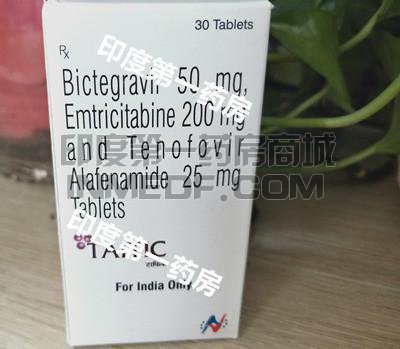 30 Tablets
Rx
Bictegravir 50 mg,
Emtricitabine 200 mg
and Tenofovir
Alafenamide 25 mg
Tablets
For India Only
印度第一药房
印度第一药房商城
INMEDF.COM
印度第一药房